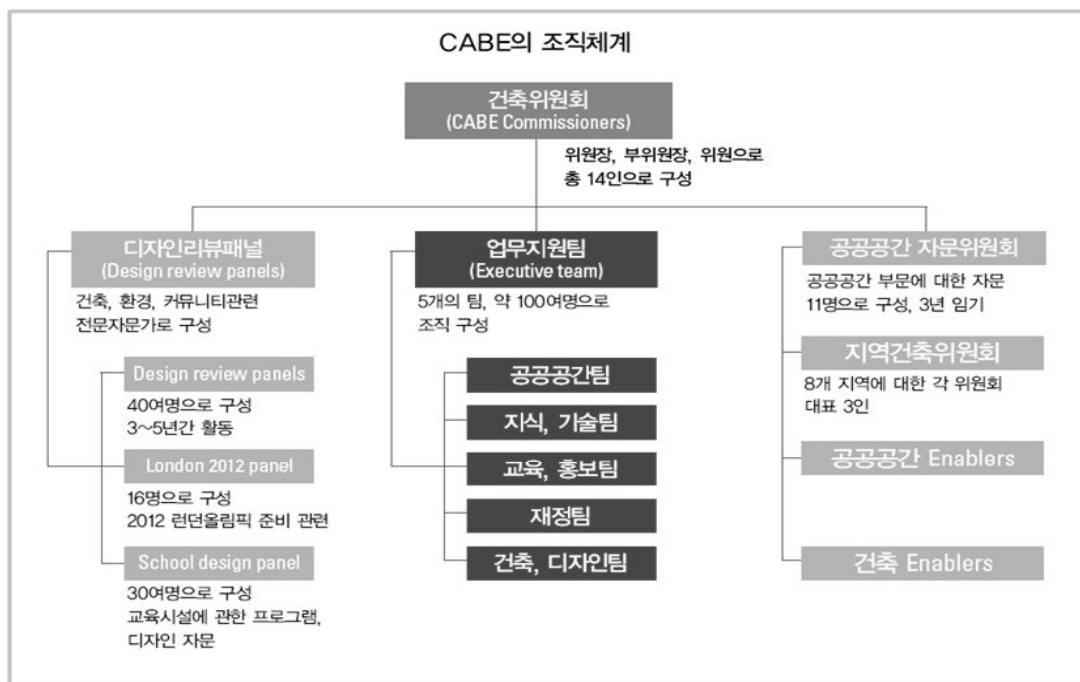 CABE의 조직체계
건축위원회
(CABE Commissioners)
위원장, 부위원장, 위원으로
총 14인으로 구성
디자인리뷰패널
(Design review panels)
건축, 환경, 커뮤니티관련
전문자문가로 구성
Design review panels
40여명으로 구성
3~5년간 활동
London 2012 panel
16명으로 구성
2012 런던올림픽 준비 관련
School design panel
30여명으로 구성
교육시설에 관한 프로그램,
디자인 자문
업무지원팀
(Executive team)
5개의 팀, 약 100여명으로
조직 구성
공공공간팀
지식, 기술팀
교육, 홍보팀
재정팀
건축, 디자인팀
공공공간 자문위원회
공공공간 부문에 대한 자문
11명으로 구성, 3년 임기
지역건축위원회
8개 지역에 대한 각 위원회
대표 3인
공공공간 Enablers
건축 Enablers